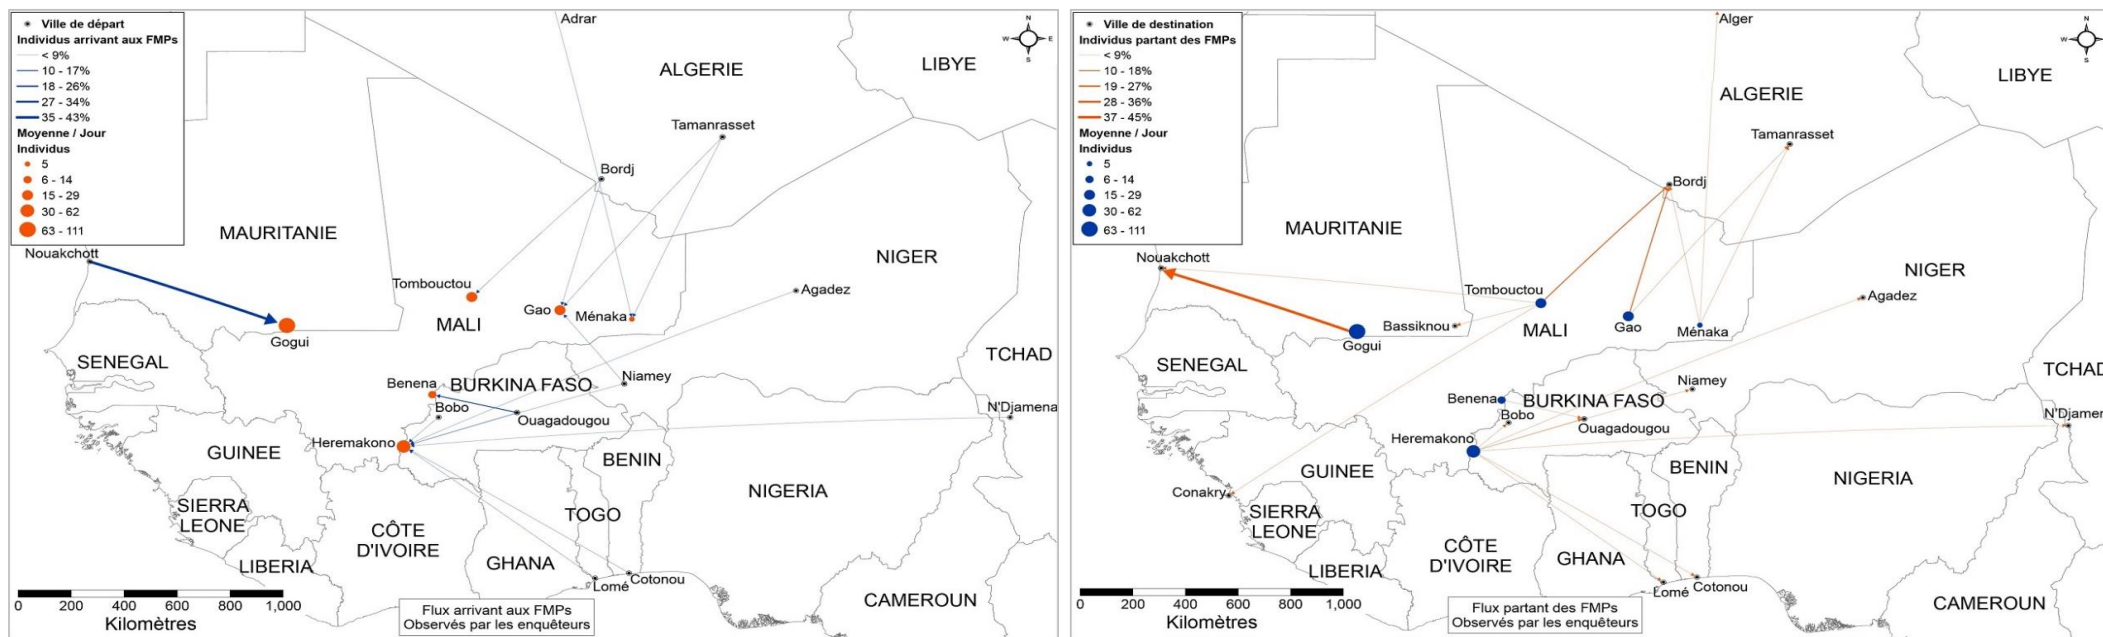 Ville de départ
Individus arrivant aux FMPs
< 9%
10 - 17%
18 - 26%
27 - 34%
35 - 43%
Moyenne / Jour
Individus
5
6 - 14
15 - 29
30 - 62
63 - 111
Adrar
N
W
E
S
ALGERIE
LIBYE
Tamanrasset
Bordj
MAURITANIE
Nouakchott
NIGER
Tombouctou
Agadez
Gao
Ménaka
MALI
Gogui
SENEGAL
TCHAD
Benena
BURKINA FASO
Niamey
Bobo
Ouagadougou
N'Djamena
Heremakono
GUINEE
BENIN
NIGERIA
SIERRA
LEONE
TOGO
CÔTE
D'IVOIRE
GHANA
LIBERIA
Lomé
Cotonou
CAMEROUN
0 200 400 600 800 1,000
Kilomètres
Flux arrivant aux FMPs
Observés par les enquêteurs
Ville de destination
Individus partant des FMPs
< 9%
10 - 18%
19 - 27%
28 - 36%
37 - 45%
Moyenne / Jour
Individus
5
6 - 14
15 - 29
30 - 62
63 - 111
Alger
N
W
E
S
LIBYE
ALGERIE
Tamanrasset
Bordj
MAURITANIE
Nouakchott
NIGER
Tombouctou
Agadez
Bassiknou
MALI
Gao
Ménaka
Gogui
SENEGAL
TCHAD
Niamey
Benena
BURKINA FASO
Bobo
Ouagadougou
N'Djamen
Heremakono
GUINEE
BENIN
NIGERIA
Conakry
SIERRA
LEONE
TOGO
CÔTE
D'IVOIRE
GHANA
LIBERIA
Lomé
Cotonou
CAMEROUN
0 200 400 600 800 1,000
Kilomètres
Flux partant des FMPs
Observés par les enquêteurs